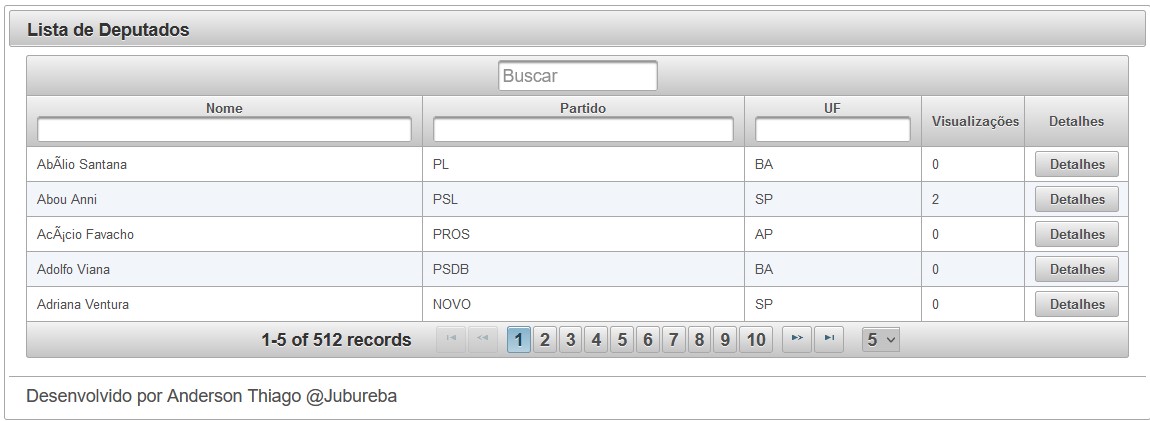 Lista de Deputados
Buscar
Nome Partido UF Visualizações Detalhes
AbÃ­lio Santana PL BA 0 Detalhes
Abou Anni PSL SP 2 Detalhes
AcÃ¡cio Favacho PROS AP 0 Detalhes
Adolfo Viana PSDB BA 0 Detalhes
Adriana Ventura NOVO SP 0 Detalhes
1-5 of 512 records 1 2 3 4 5 6 7 8 9 10 5
Desenvolvido por Anderson Thiago @Jubureba